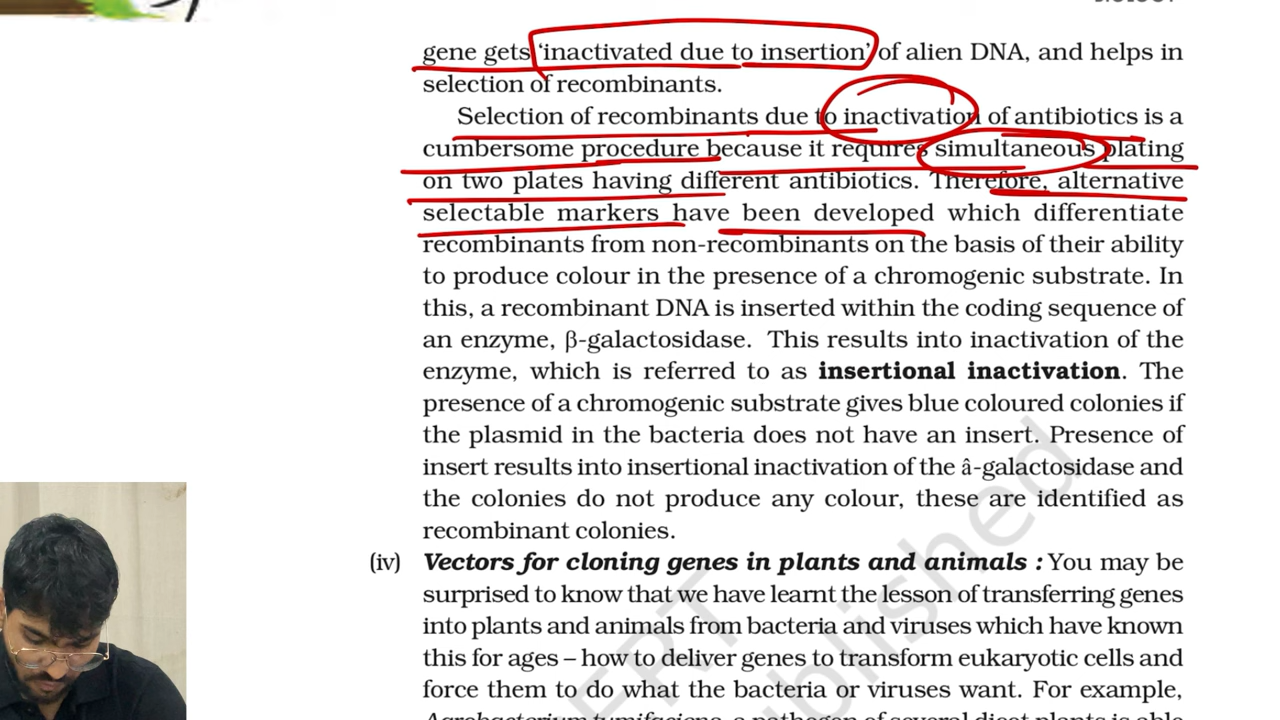 gene gets ‘inactivated due to insertion’ of alien DNA, and helps in
selection of recombinants.
Selection of recombinants due to inactivation of antibiotics is a
cumbersome procedure because it requires simultaneous plating
on two plates having different antibiotics. Therefore, alternative
selectable markers have been developed which differentiate
recombinants from non-recombinants on the basis of their ability
to produce colour in the presence of a chromogenic substrate. In
this, a recombinant DNA is inserted within the coding sequence of
an enzyme, β-galactosidase. This results into inactivation of the
enzyme, which is referred to as insertional inactivation. The
presence of a chromogenic substrate gives blue coloured colonies if
the plasmid in the bacteria does not have an insert. Presence of
insert results into insertional inactivation of the â-galactosidase and
the colonies do not produce any colour, these are identified as
recombinant colonies.
(iv) Vectors for cloning genes in plants and animals : You may be
surprised to know that we have learnt the lesson of transferring genes
into plants and animals from bacteria and viruses which have known
this for ages – how to deliver genes to transform eukaryotic cells and
force them to do what the bacteria or viruses want. For example,
Agrobacterium tumifaciens, a pathogen of several dicot plants is able